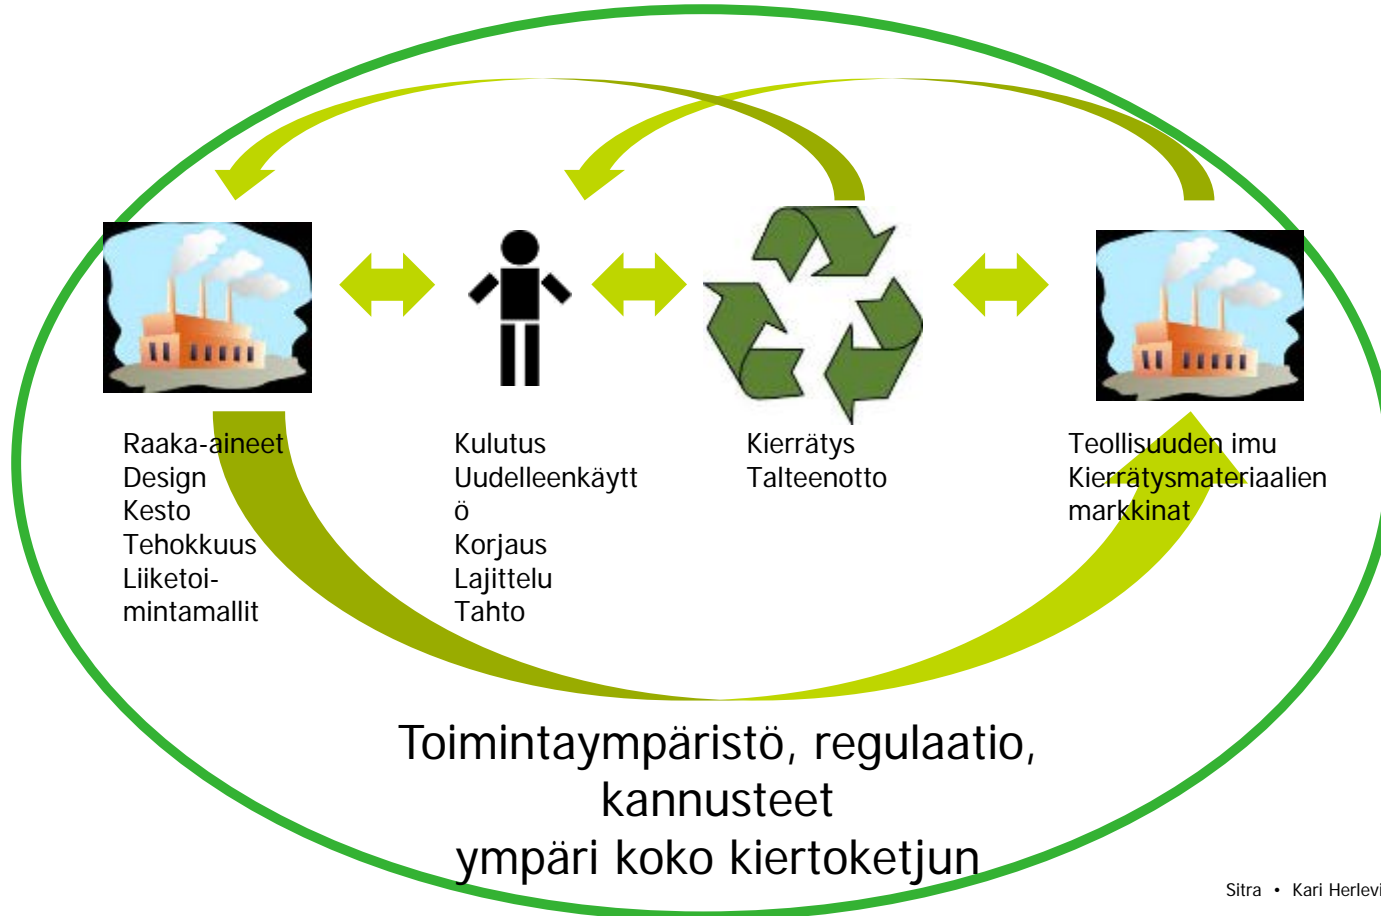 Raaka-aineet
Design
Kesto
Tehokkuus
Liiketoi-
mintamallit
Kulutus
Uudelleenkäytt
ö
Korjaus
Lajittelu
Tahto
Kierrätys
Talteenotto
Teollisuuden imu
Kierrätysmateriaalien
markkinat
Toimintaympäristö, regulaatio,
kannusteet
ympäri koko kiertoketjun
Sitra • Kari Herlevi